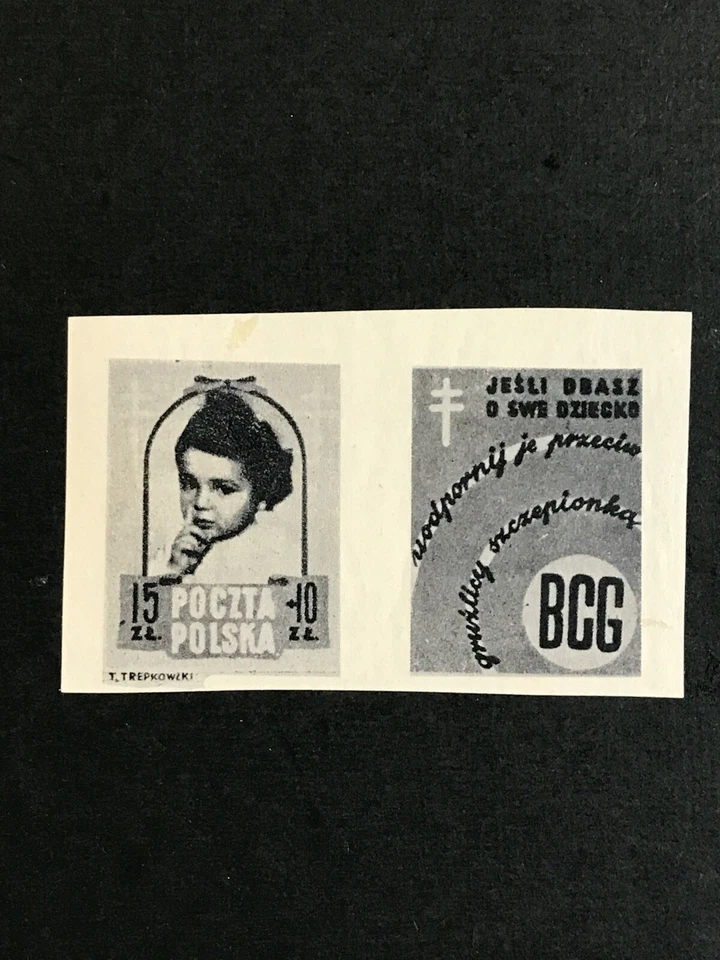 15 ZŁ.
POCZTA
POLSKA
+10 ZŁ.
T. TREPKOWSKI
JEŚLI DBASZ
O SWE DZIECKO
uodpornij je przeciw
gruźlicy szczepionką
BCG